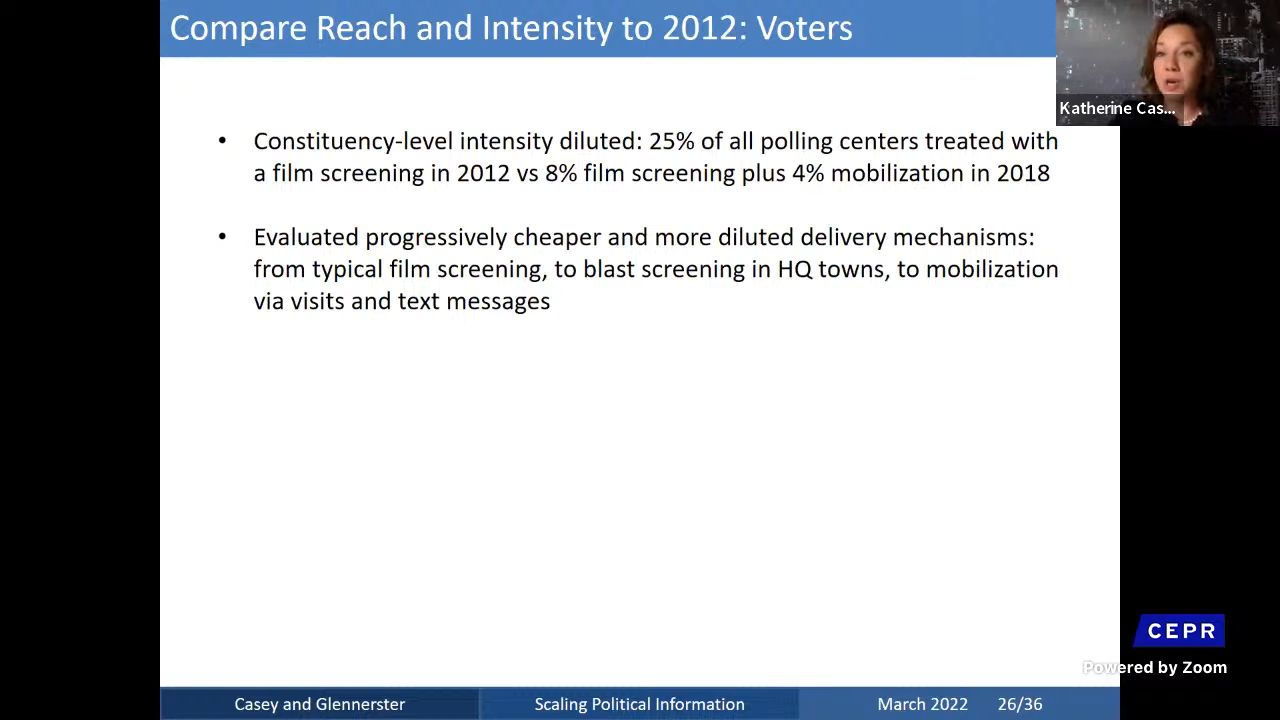 Compare Reach and Intensity to 2012: Voters
Katherine Cas...
• Constituency-level intensity diluted: 25% of all polling centers treated with
a film screening in 2012 vs 8% film screening plus 4% mobilization in 2018
• Evaluated progressively cheaper and more diluted delivery mechanisms:
from typical film screening, to blast screening in HQ towns, to mobilization
via visits and text messages
CEPR
Powered by Zoom
Casey and Glennerster
Scaling Political Information
March 2022 26/36